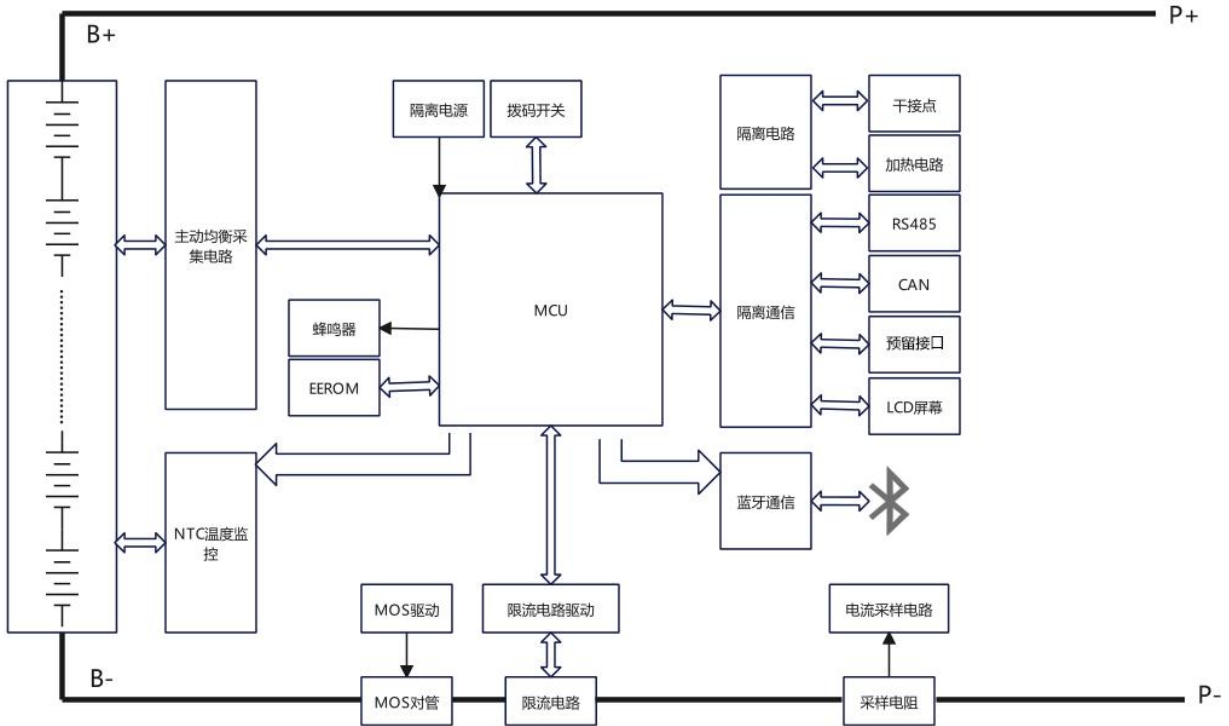 P+
B+
隔离电源
拨码开关
隔离电路
干接点
加热电路
主动均衡采
集电路
RS485
MCU
CAN
隔离通信
蜂鸣器
预留接口
EEROM
LCD屏幕
NTC温度监
控
蓝牙通信
MOS驱动
限流电路驱动
电流采样电路
B-
MOS对管
限流电路
采样电阻
P-